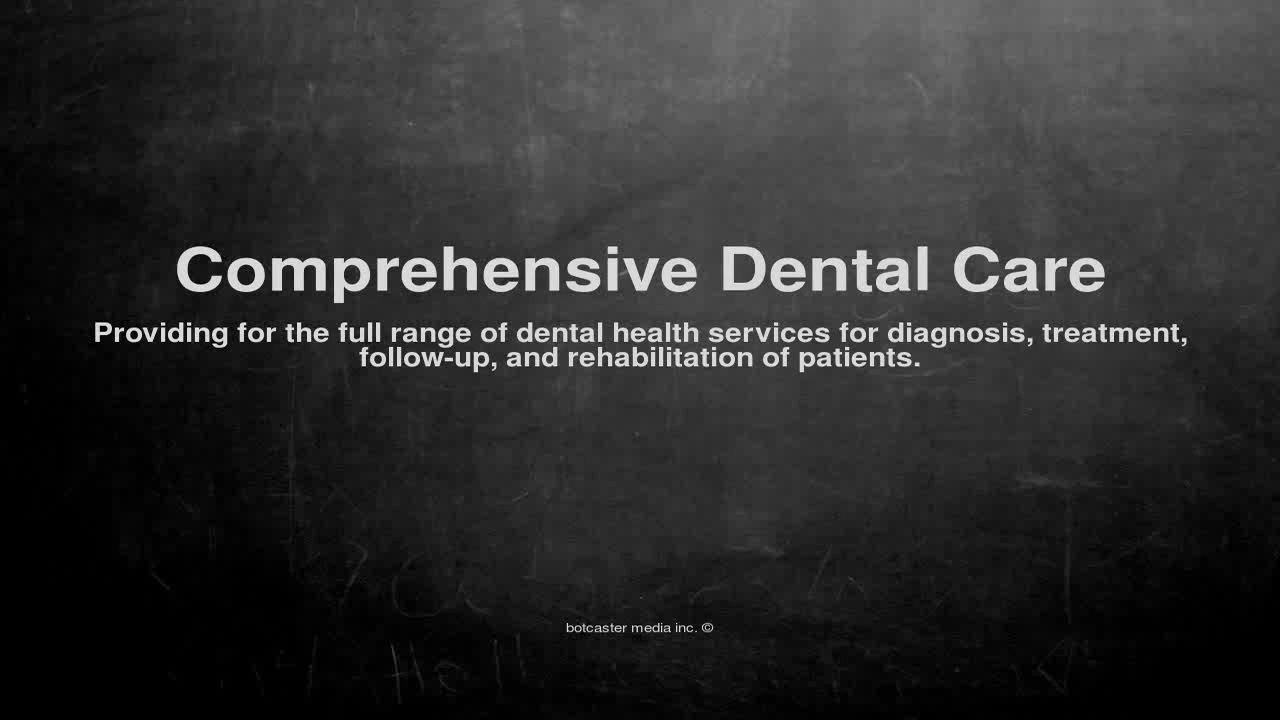 Comprehensive Dental Care
Providing for the full range of dental health services for diagnosis, treatment,
follow-up, and rehabilitation of patients.
botcaster media inc. ©